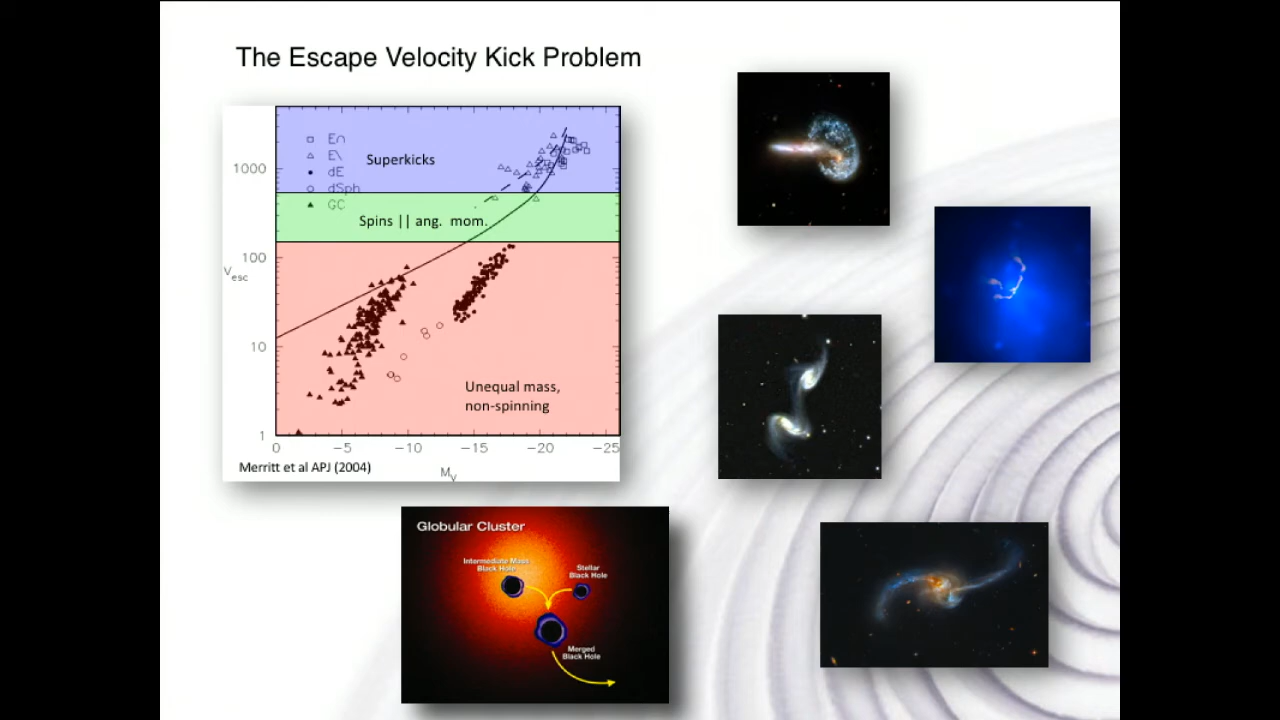 The Escape Velocity Kick Problem
E∩
E\
dE
dSph
GC
Superkicks
Spins || ang. mom.
Unequal mass,
non-spinning
1000
100
10
1
V esc
0 −5 −10 −15 −20 −25
M V
Merritt et al APJ (2004)
Globular Cluster
Intermediate Mass
Black Hole
Stellar
Black Hole
Merged
Black Hole